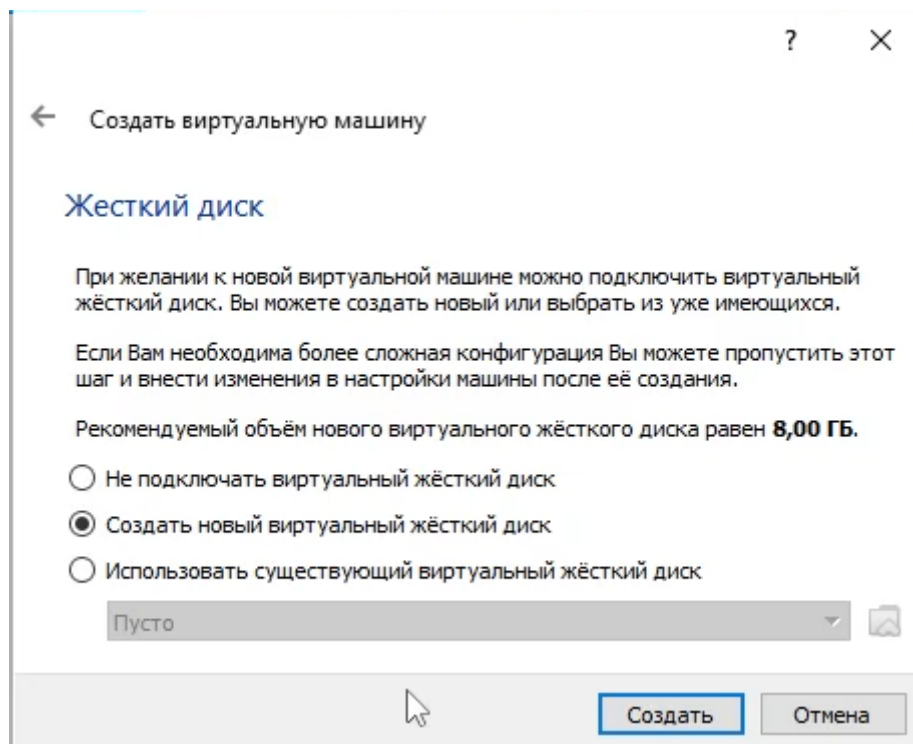 ?
Создать виртуальную машину
Жесткий диск
При желании к новой виртуальной машине можно подключить виртуальный
жёсткий диск. Вы можете создать новый или выбрать из уже имеющихся.
Если Вам необходима более сложная конфигурация Вы можете пропустить этот
шаг и внести изменения в настройки машины после её создания.
Рекомендуемый объём нового виртуального жёсткого диска равен 8,00 ГБ.
Не подключать виртуальный жёсткий диск
Создать новый виртуальный жёсткий диск
Использовать существующий виртуальный жёсткий диск
Пусто
Создать
Отмена